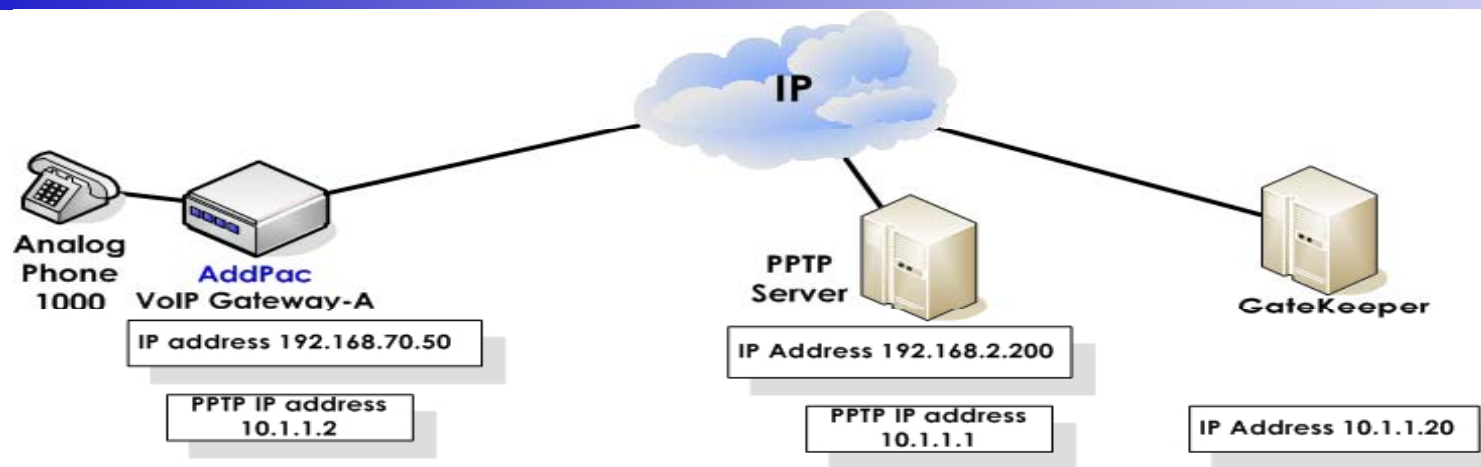 IP
Analog
Phone
1000
AddPac
VoIP Gateway-A
PPTP
Server
GateKeeper
IP address 192.168.70.50
IP Address 192.168.2.200
PPTP IP address
10.1.1.2
PPTP IP address
10.1.1.1
IP Address 10.1.1.20